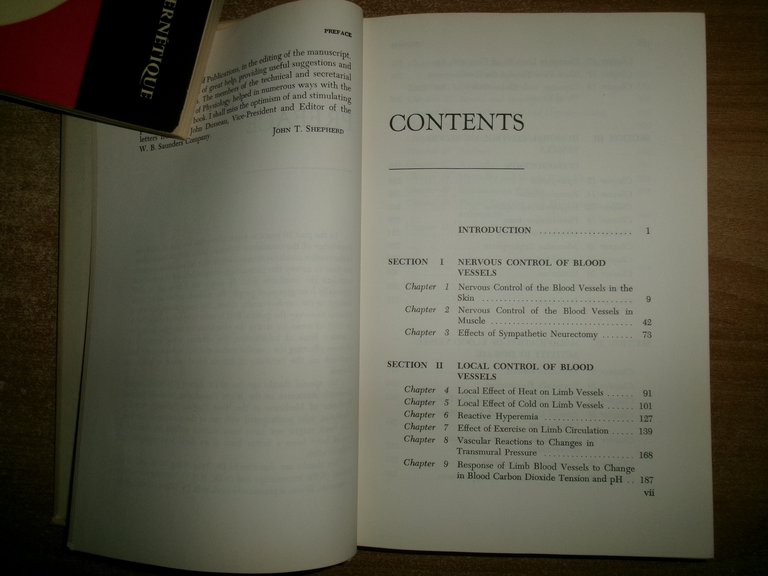 ERNÉTIQUE
PREFACE
of Publications, in the editing of the manuscript,
of great help, providing useful suggestions and
. The members of the technical and secretarial
of Physiology helped in numerous ways with the
book. I shall miss the optimism of and stimulating
letters John Dusseau, Vice-President and Editor of the
W. B. Saunders Company.
JOHN T. SHEPHERD
CONTENTS
INTRODUCTION ..................... 1
SECTION I NERVOUS CONTROL OF BLOOD
VESSELS
Chapter 1 Nervous Control of the Blood Vessels in the
Skin .................................. 9
Chapter 2 Nervous Control of the Blood Vessels in
Muscle ................................ 42
Chapter 3 Effects of Sympathetic Neurectomy ....... 73
SECTION II LOCAL CONTROL OF BLOOD
VESSELS
Chapter 4 Local Effect of Heat on Limb Vessels ...... 91
Chapter 5 Local Effect of Cold on Limb Vessels ...... 101
Chapter 6 Reactive Hyperemia .................... 127
Chapter 7 Effect of Exercise on Limb Circulation ..... 139
Chapter 8 Vascular Reactions to Changes in
Transmural Pressure .................... 168
Chapter 9 Response of Limb Blood Vessels to Change
in Blood Carbon Dioxide Tension and pH .. 187
vii